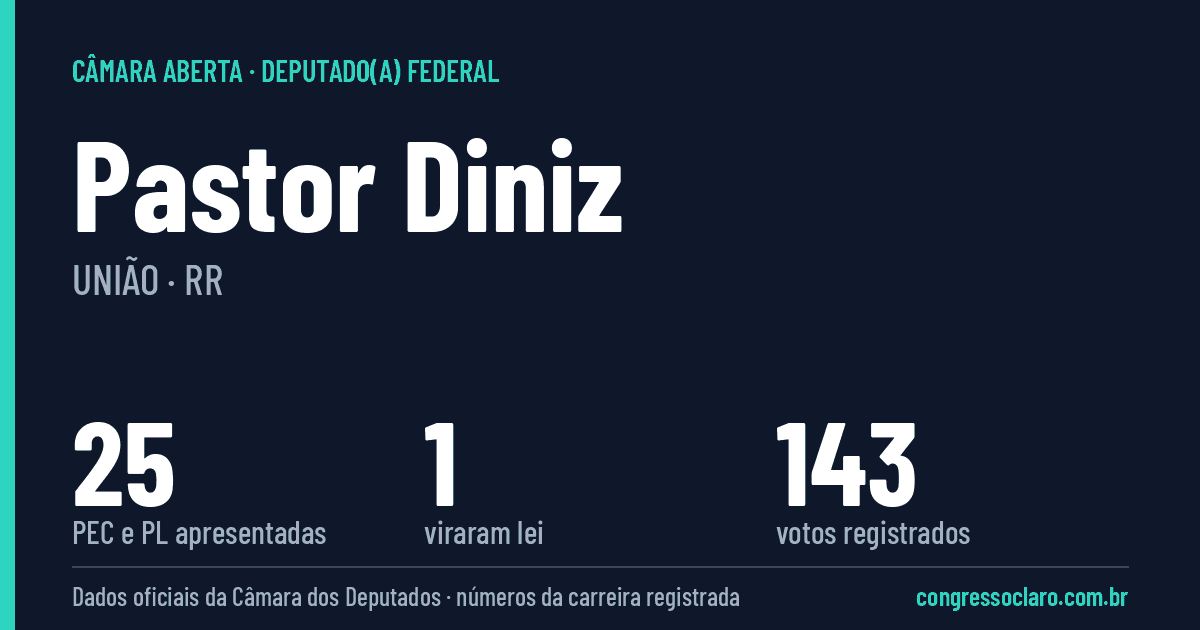 CÂMARA ABERTA · DEPUTADO(A) FEDERAL
Pastor Diniz
UNIÃO · RR
25 1 143
PEC e PL apresentadas viraram lei votos registrados
Dados oficiais da Câmara dos Deputados · números da carreira registrada congressoclaro.com.br